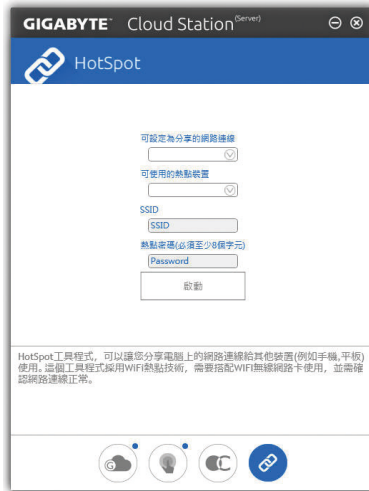 GIGABYTE™ Cloud Station(Server)
HotSpot
可設定為分享的網路連線
可使用的熱點裝置
SSID
SSID
熱點密碼(必須至少8個字元)
Password
啟動
HotSpot工具程式，可以讓您分享電腦上的網路連線給其他裝置(例如手機,平板)
使用。這個工具程式採用WIFI熱點技術，需要搭配WIFI無線網路卡使用，並需確
認網路連線正常。
G